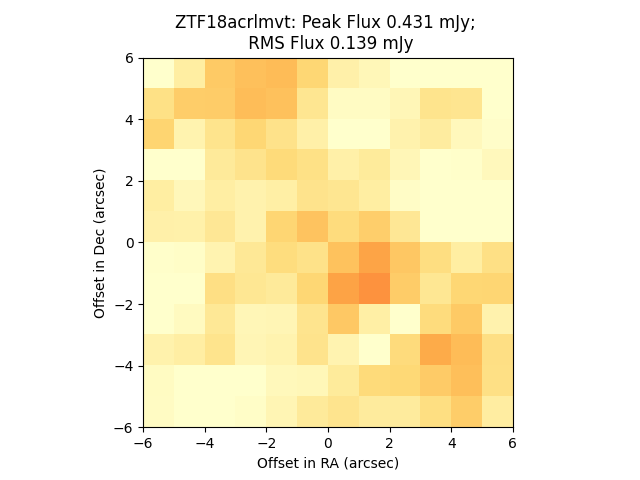 ZTF18acrlmvt: Peak Flux 0.431 mJy;
RMS Flux 0.139 mJy
6
4
2
0
−2
−4
−6
Offset in Dec (arcsec)
−6 −4 −2 0 2 4 6
Offset in RA (arcsec)